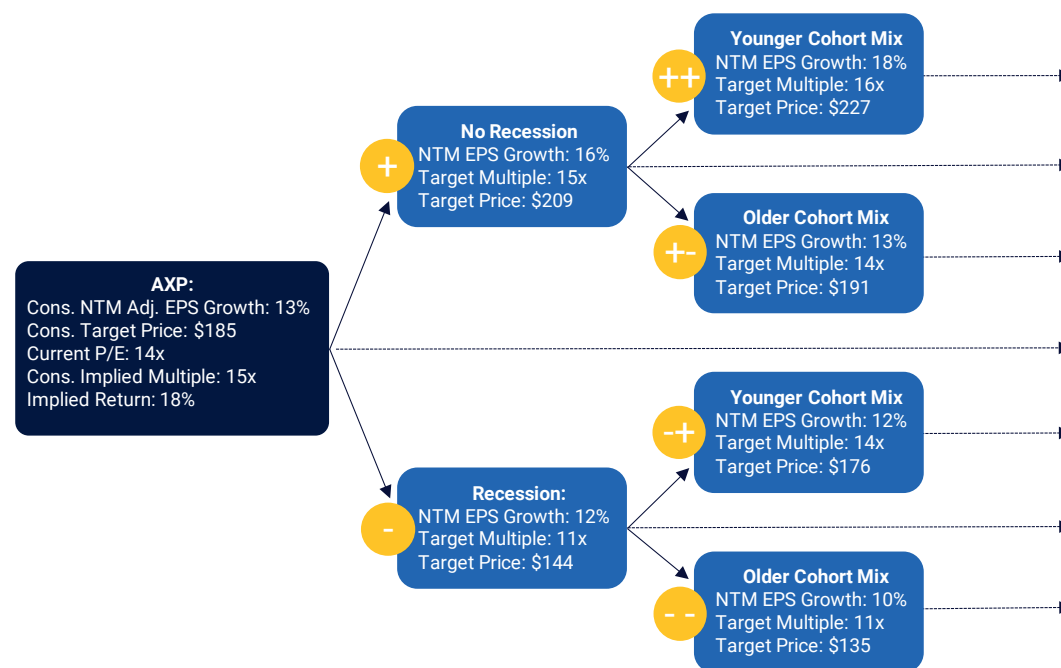 Younger Cohort Mix
NTM EPS Growth: 18%
Target Multiple: 16x
Target Price: $227
++
No Recession
NTM EPS Growth: 16%
Target Multiple: 15x
Target Price: $209
+
Older Cohort Mix
NTM EPS Growth: 13%
Target Multiple: 14x
Target Price: $191
+-
AXP:
Cons. NTM Adj. EPS Growth: 13%
Cons. Target Price: $185
Current P/E: 14x
Cons. Implied Multiple: 15x
Implied Return: 18%
Younger Cohort Mix
NTM EPS Growth: 12%
Target Multiple: 14x
Target Price: $176
-+
Recession:
NTM EPS Growth: 12%
Target Multiple: 11x
Target Price: $144
-
Older Cohort Mix
NTM EPS Growth: 10%
Target Multiple: 11x
Target Price: $135
- -